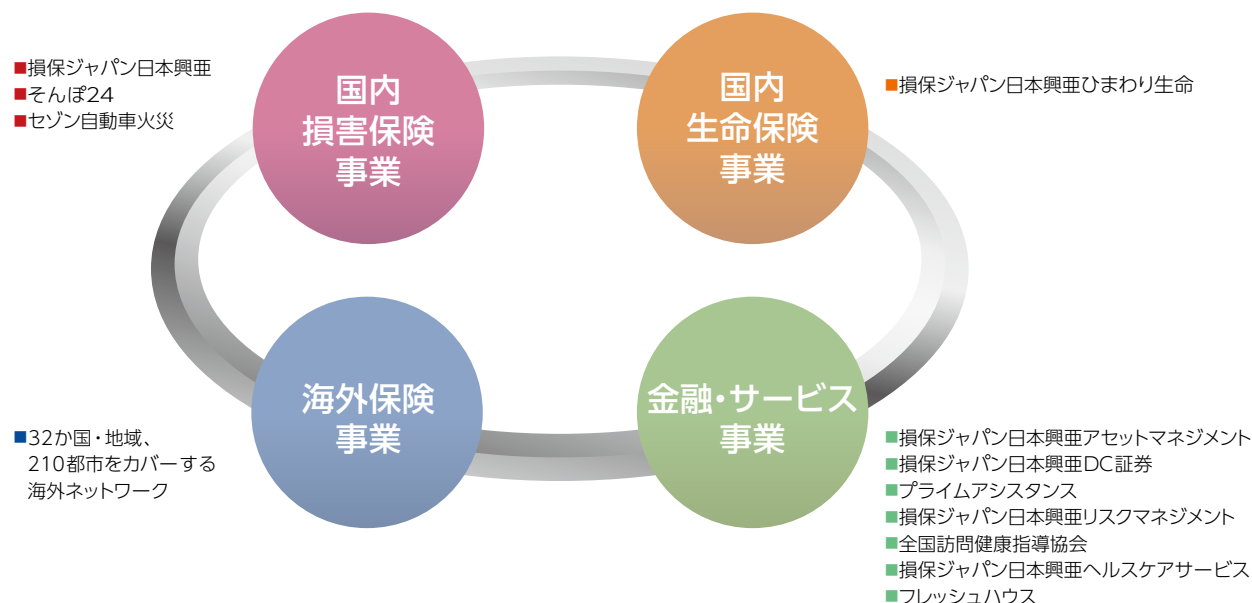 ■損保ジャパン日本興亜
■そんぽ24
■セゾン自動車火災
国内
損害保険
事業
国内
生命保険
事業
■損保ジャパン日本興亜ひまわり生命
海外保険
事業
■32か国・地域、
210都市をカバーする
海外ネットワーク
金融・サービス
事業
■損保ジャパン日本興亜アセットマネジメント
■損保ジャパン日本興亜DC証券
■プライムアシスタンス
■損保ジャパン日本興亜リスクマネジメント
■全国訪問健康指導協会
■損保ジャパン日本興亜ヘルスケアサービス
■フレッシュハウス